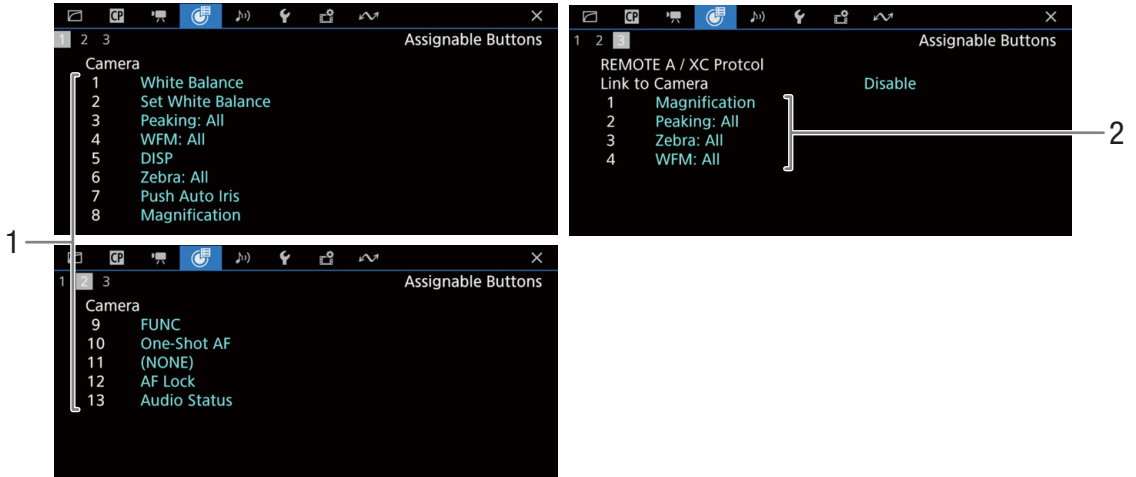 CP
1 2 3 Assignable Buttons
Camera
1 White Balance
2 Set White Balance
3 Peaking: All
4 WFM: All
5 DISP
6 Zebra: All
7 Push Auto Iris
8 Magnification
1
CP
1 2 3 Assignable Buttons
Camera
9 FUNC
10 One-Shot AF
11 (NONE)
12 AF Lock
13 Audio Status
CP
1 2 3 Assignable Buttons
REMOTE A / XC Protcol
Link to Camera Disable
1 Magnification
2 Peaking: All
3 Zebra: All
4 WFM: All
2